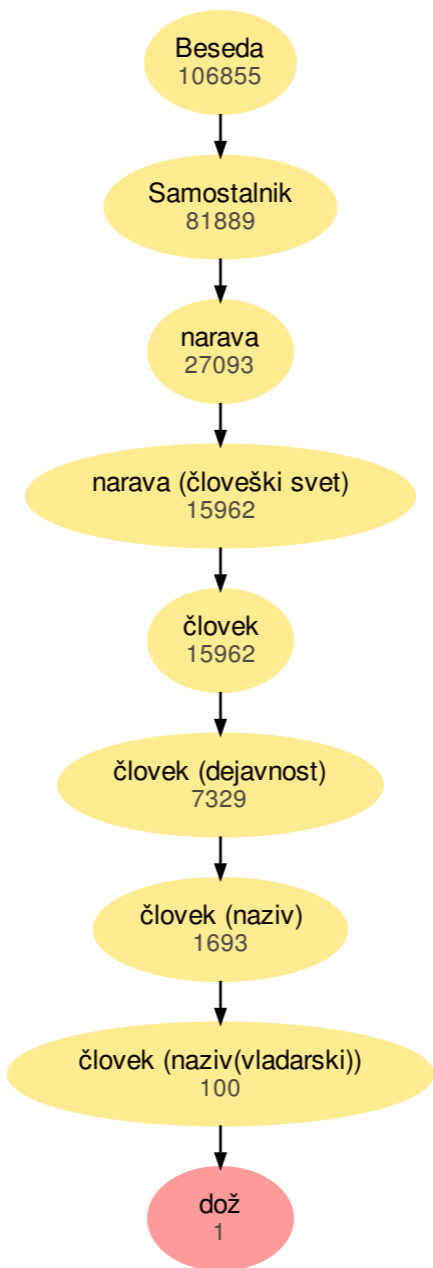 Beseda
106855
Samostalnik
81889
narava
27093
narava (človeški svet)
15962
človek
15962
človek (dejavnost)
7329
človek (naziv)
1693
človek (naziv(vladarski))
100
dož
1